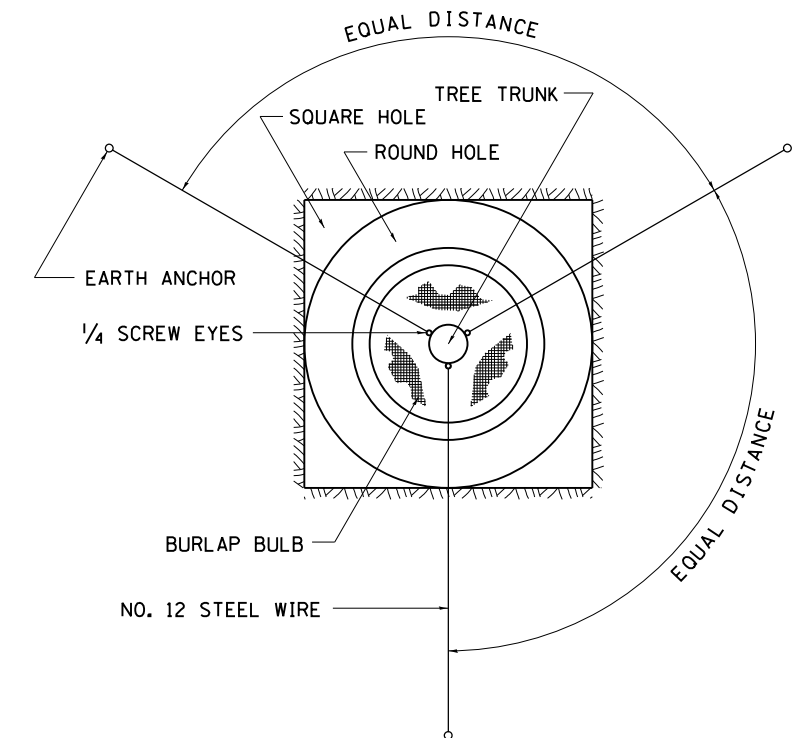 EQUAL DISTANCE
TREE TRUNK
SQUARE HOLE
ROUND HOLE
EARTH ANCHOR
1/4 SCREW EYES
EQUAL DISTANCE
BURLAP BULB
NO. 12 STEEL WIRE